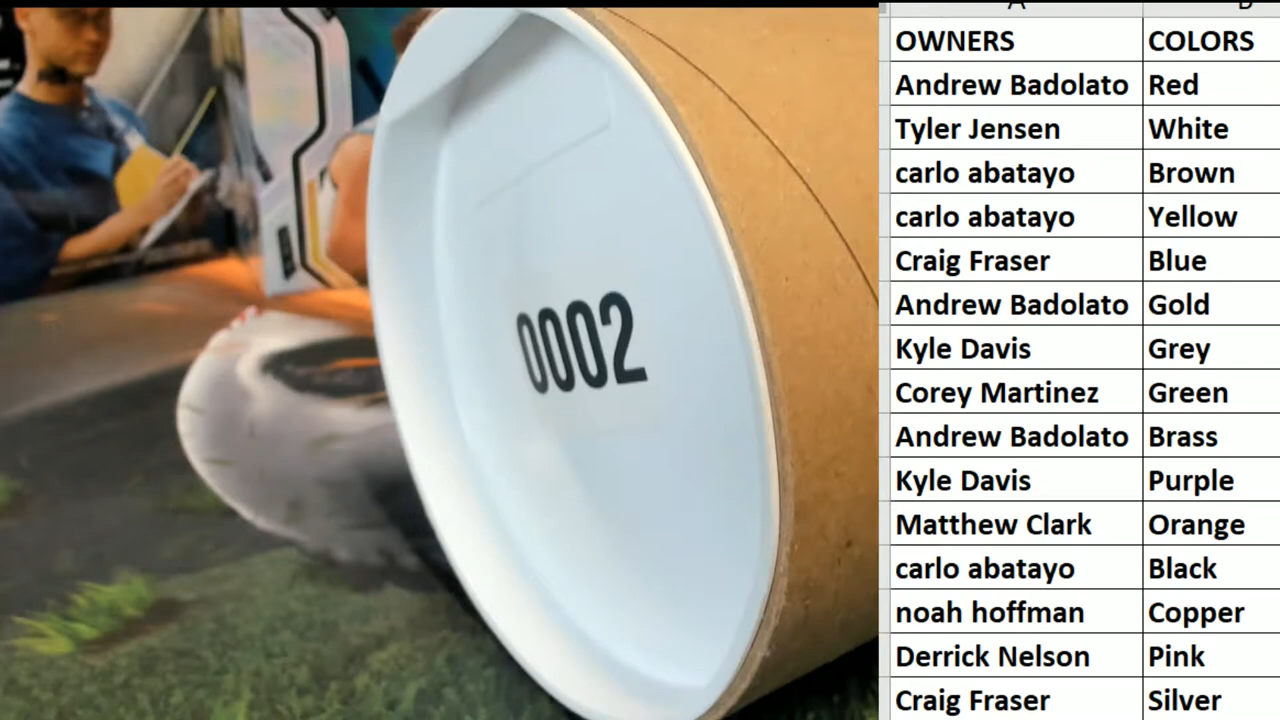 0002
OWNERS COLORS
Andrew Badolato Red
Tyler Jensen White
carlo abatayo Brown
carlo abatayo Yellow
Craig Fraser Blue
Andrew Badolato Gold
Kyle Davis Grey
Corey Martinez Green
Andrew Badolato Brass
Kyle Davis Purple
Matthew Clark Orange
carlo abatayo Black
noah hoffman Copper
Derrick Nelson Pink
Craig Fraser Silver